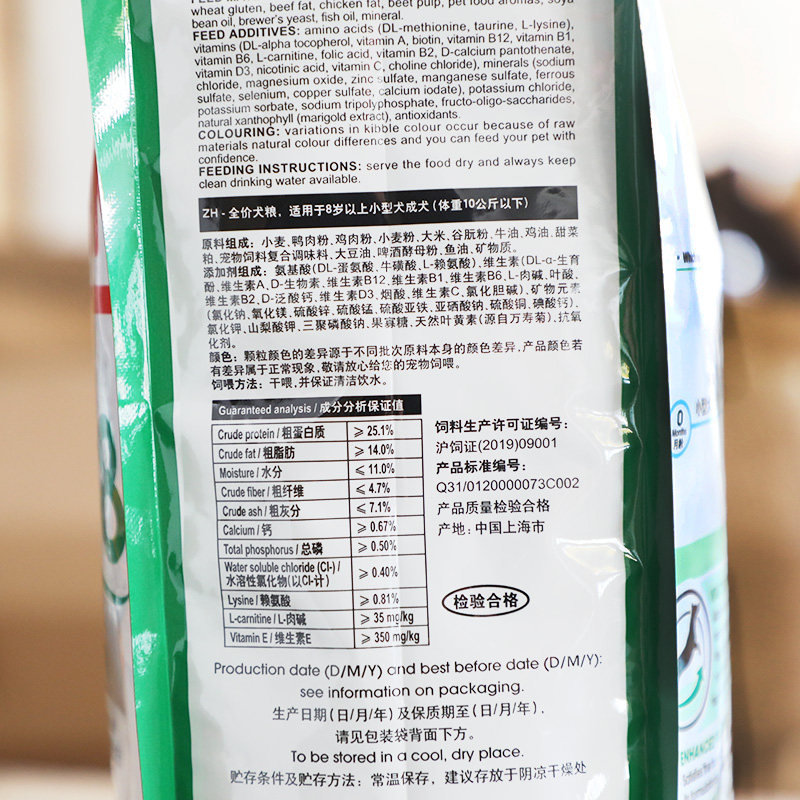 wheat gluten, beef fat, chicken fat, beef pulp, pet food aromas, soya
bean oil, brewer's yeast, fish oil, mineral.
FEED ADDITIVES: amino acids (DL-methionine, taurine, L-lysine),
vitamins (DL-alpha tocopherol, vitamin A, biotin, vitamin B12, vitamin B1,
vitamin B6, L-carnitine, folic acid, vitamin B2, D-calcium pantothenate,
vitamin D3, nicotinic acid, vitamin C, choline chloride), minerals (sodium
chloride, magnesium oxide, zinc sulfate, manganese sulfate, ferrous
sulfate, selenium, copper sulfate, calcium iodate), potassium chloride,
potassium sorbate, sodium tripolyphosphate, fructo-oligo-saccharides,
natural xanthophyll (marigold extract), antioxidants.
COLOURING: variations in kibble colour occur because of raw
materials natural colour differences and you can feed your pet with
confidence.
FEEDING INSTRUCTIONS: serve the food dry and always keep
clean drinking water available.
ZH - 全价犬粮，适用于8岁以上小型犬成犬（体重10公斤以下）
原料组成：小麦、鸭肉粉、鸡肉粉、小麦粉、大米、谷朊粉、牛油、鸡油、甜菜
粕、宠物饲料复合调味料、大豆油、啤酒酵母粉、鱼油、矿物质。
添加剂组成：氨基酸(DL-蛋氨酸、牛磺酸、L-赖氨酸)、维生素(DL-α-生育
酚、维生素A、D-生物素、维生素B12、维生素B1、维生素B6、L-肉碱、叶酸、
维生素B2、D-泛酸钙、维生素D3、烟酸、维生素C、氯化胆碱)、矿物元素
(氯化钠、氧化镁、硫酸锌、硫酸锰、硫酸亚铁、亚硒酸钠、硫酸铜、碘酸钙)、
氯化钾、山梨酸钾、三聚磷酸钠、果寡糖、天然叶黄素(源自万寿菊)、抗氧
化剂。
颜色：颗粒颜色的差异源于不同批次原料本身的颜色差异，产品颜色若
有差异属于正常现象，敬请放心给您的宠物饲喂。
饲喂方法：干喂，并保证清洁饮水。
Guaranteed analysis / 成分分析保证值
Crude protein / 粗蛋白质 ≥ 25.1%
Crude fat / 粗脂肪 ≥ 14.0%
Moisture / 水分 ≤ 11.0%
Crude fiber / 粗纤维 ≤ 4.7%
Crude ash / 粗灰分 ≤ 7.1%
Calcium / 钙 ≥ 0.67%
Total phosphorus / 总磷 ≥ 0.50%
Water soluble chloride (Cl-) /
水溶性氯化物(以Cl-计) ≥ 0.40%
Lysine / 赖氨酸 ≥ 0.81%
L-carnitine / L-肉碱 ≥ 35 mg/kg
Vitamin E / 维生素E ≥ 350 mg/kg
饲料生产许可证编号：
沪饲证(2019)09001
产品标准编号：
Q31/0120000073C002
产品质量检验合格
产地：中国上海市
检验合格
Production date (D/M/Y) and best before date (D/M/Y):
see information on packaging.
生产日期(日/月/年)及保质期至(日/月/年)，
请见包装袋背面下方。
To be stored in a cool, dry place.
贮存条件及贮存方法：常温保存，建议存放于阴凉干燥处
8
Months
月龄
小型
ENHANCED